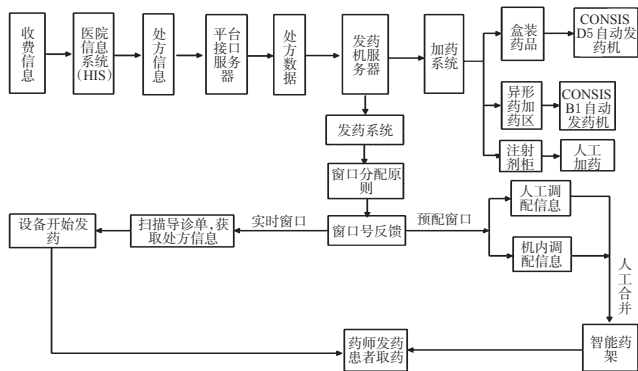 收费信息
医院
信息
系统
(HIS)
处方信息
平台
接口
服务
器
处方数据
发药
机服
务器
加药
系统
盒装
药品
CONSIS
D5自动发
药机
异形
药加
药区
CONSIS
B1自动
发药机
注射
剂柜
人工
加药
发药系统
窗口分配原
则
窗口号反馈
实时窗口
预配窗口
扫描导诊单,获
取处方信息
设备开始发
药
人工调
配信息
机内调
配信息
人工合并
智能药
架
药师发药
患者取药